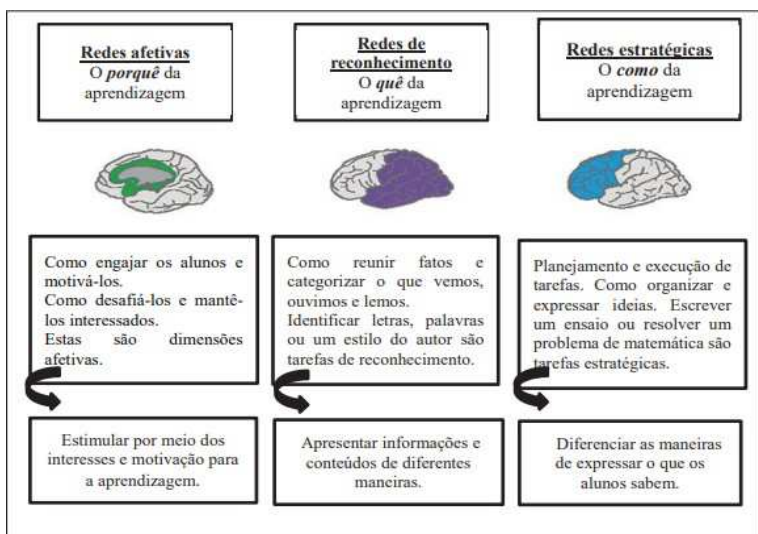 Redes afetivas
O porquê da
aprendizagem
Redes de
reconhecimento
O quê da
aprendizagem
Redes estratégicas
O como da
aprendizagem
Como engajar os alunos e
motivá-los.
Como desafiá-los e mantê-
los interessados.
Estas são dimensões
afetivas.
Como reunir fatos e
categorizar o que vemos,
ouvimos e lemos.
Identificar letras, palavras
ou um estilo do autor são
tarefas de reconhecimento.
Planejamento e execução de
tarefas. Como organizar e
expressar ideias. Escrever
um ensaio ou resolver um
problema de matemática são
tarefas estratégicas.
Estimular por meio dos
interesses e motivação para
a aprendizagem.
Apresentar informações e
conteúdos de diferentes
maneiras.
Diferenciar as maneiras
de expressar o que os
alunos sabem.